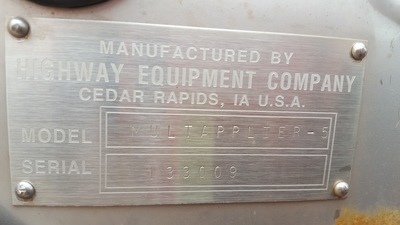 MANUFACTURED BY
HIGHWAY EQUIPMENT COMPANY
CEDAR RAPIDS, IA U.S.A.
MODEL MULTAPPLIER-5
SERIAL